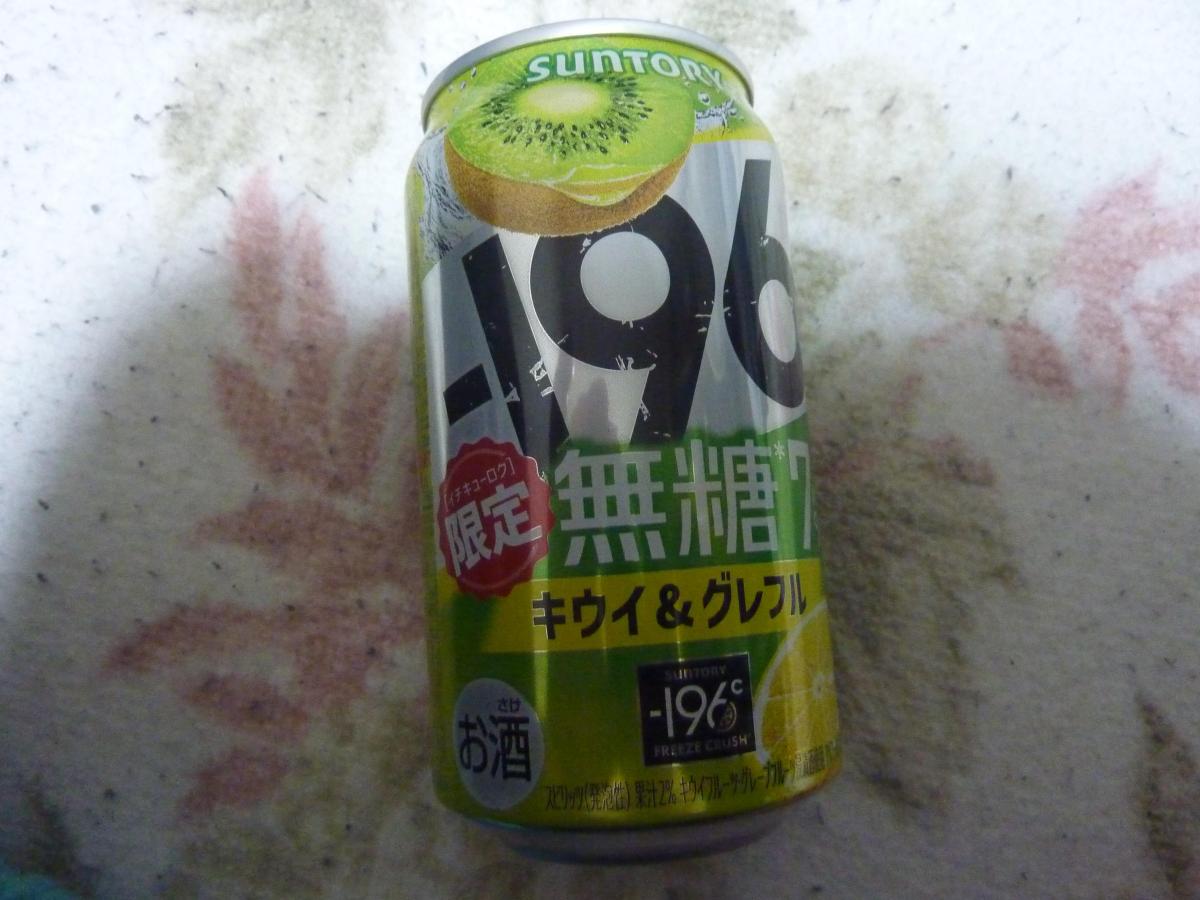 SUNTORY
-196
[イチキューロク]
限定
無糖*
キウイ&グレフル
さけ
お酒
SUNTORY
-196℃
FREEZE CRUSH
スピリッツ(発泡性) 果汁2% キウイフルーツ・グレープフルーツ